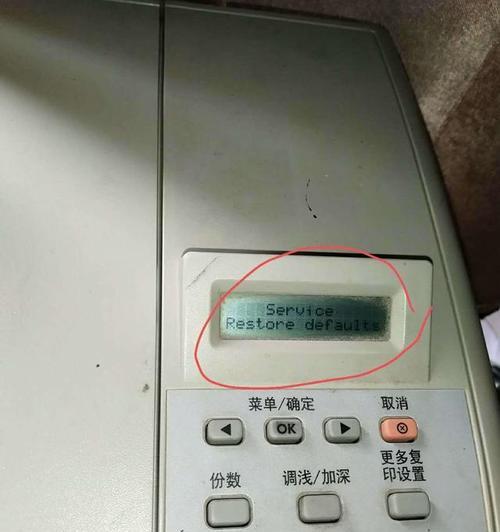 Service
Restore defaults
菜单/确定
取消
OK
份数
调浅/加深
更多复
印设置